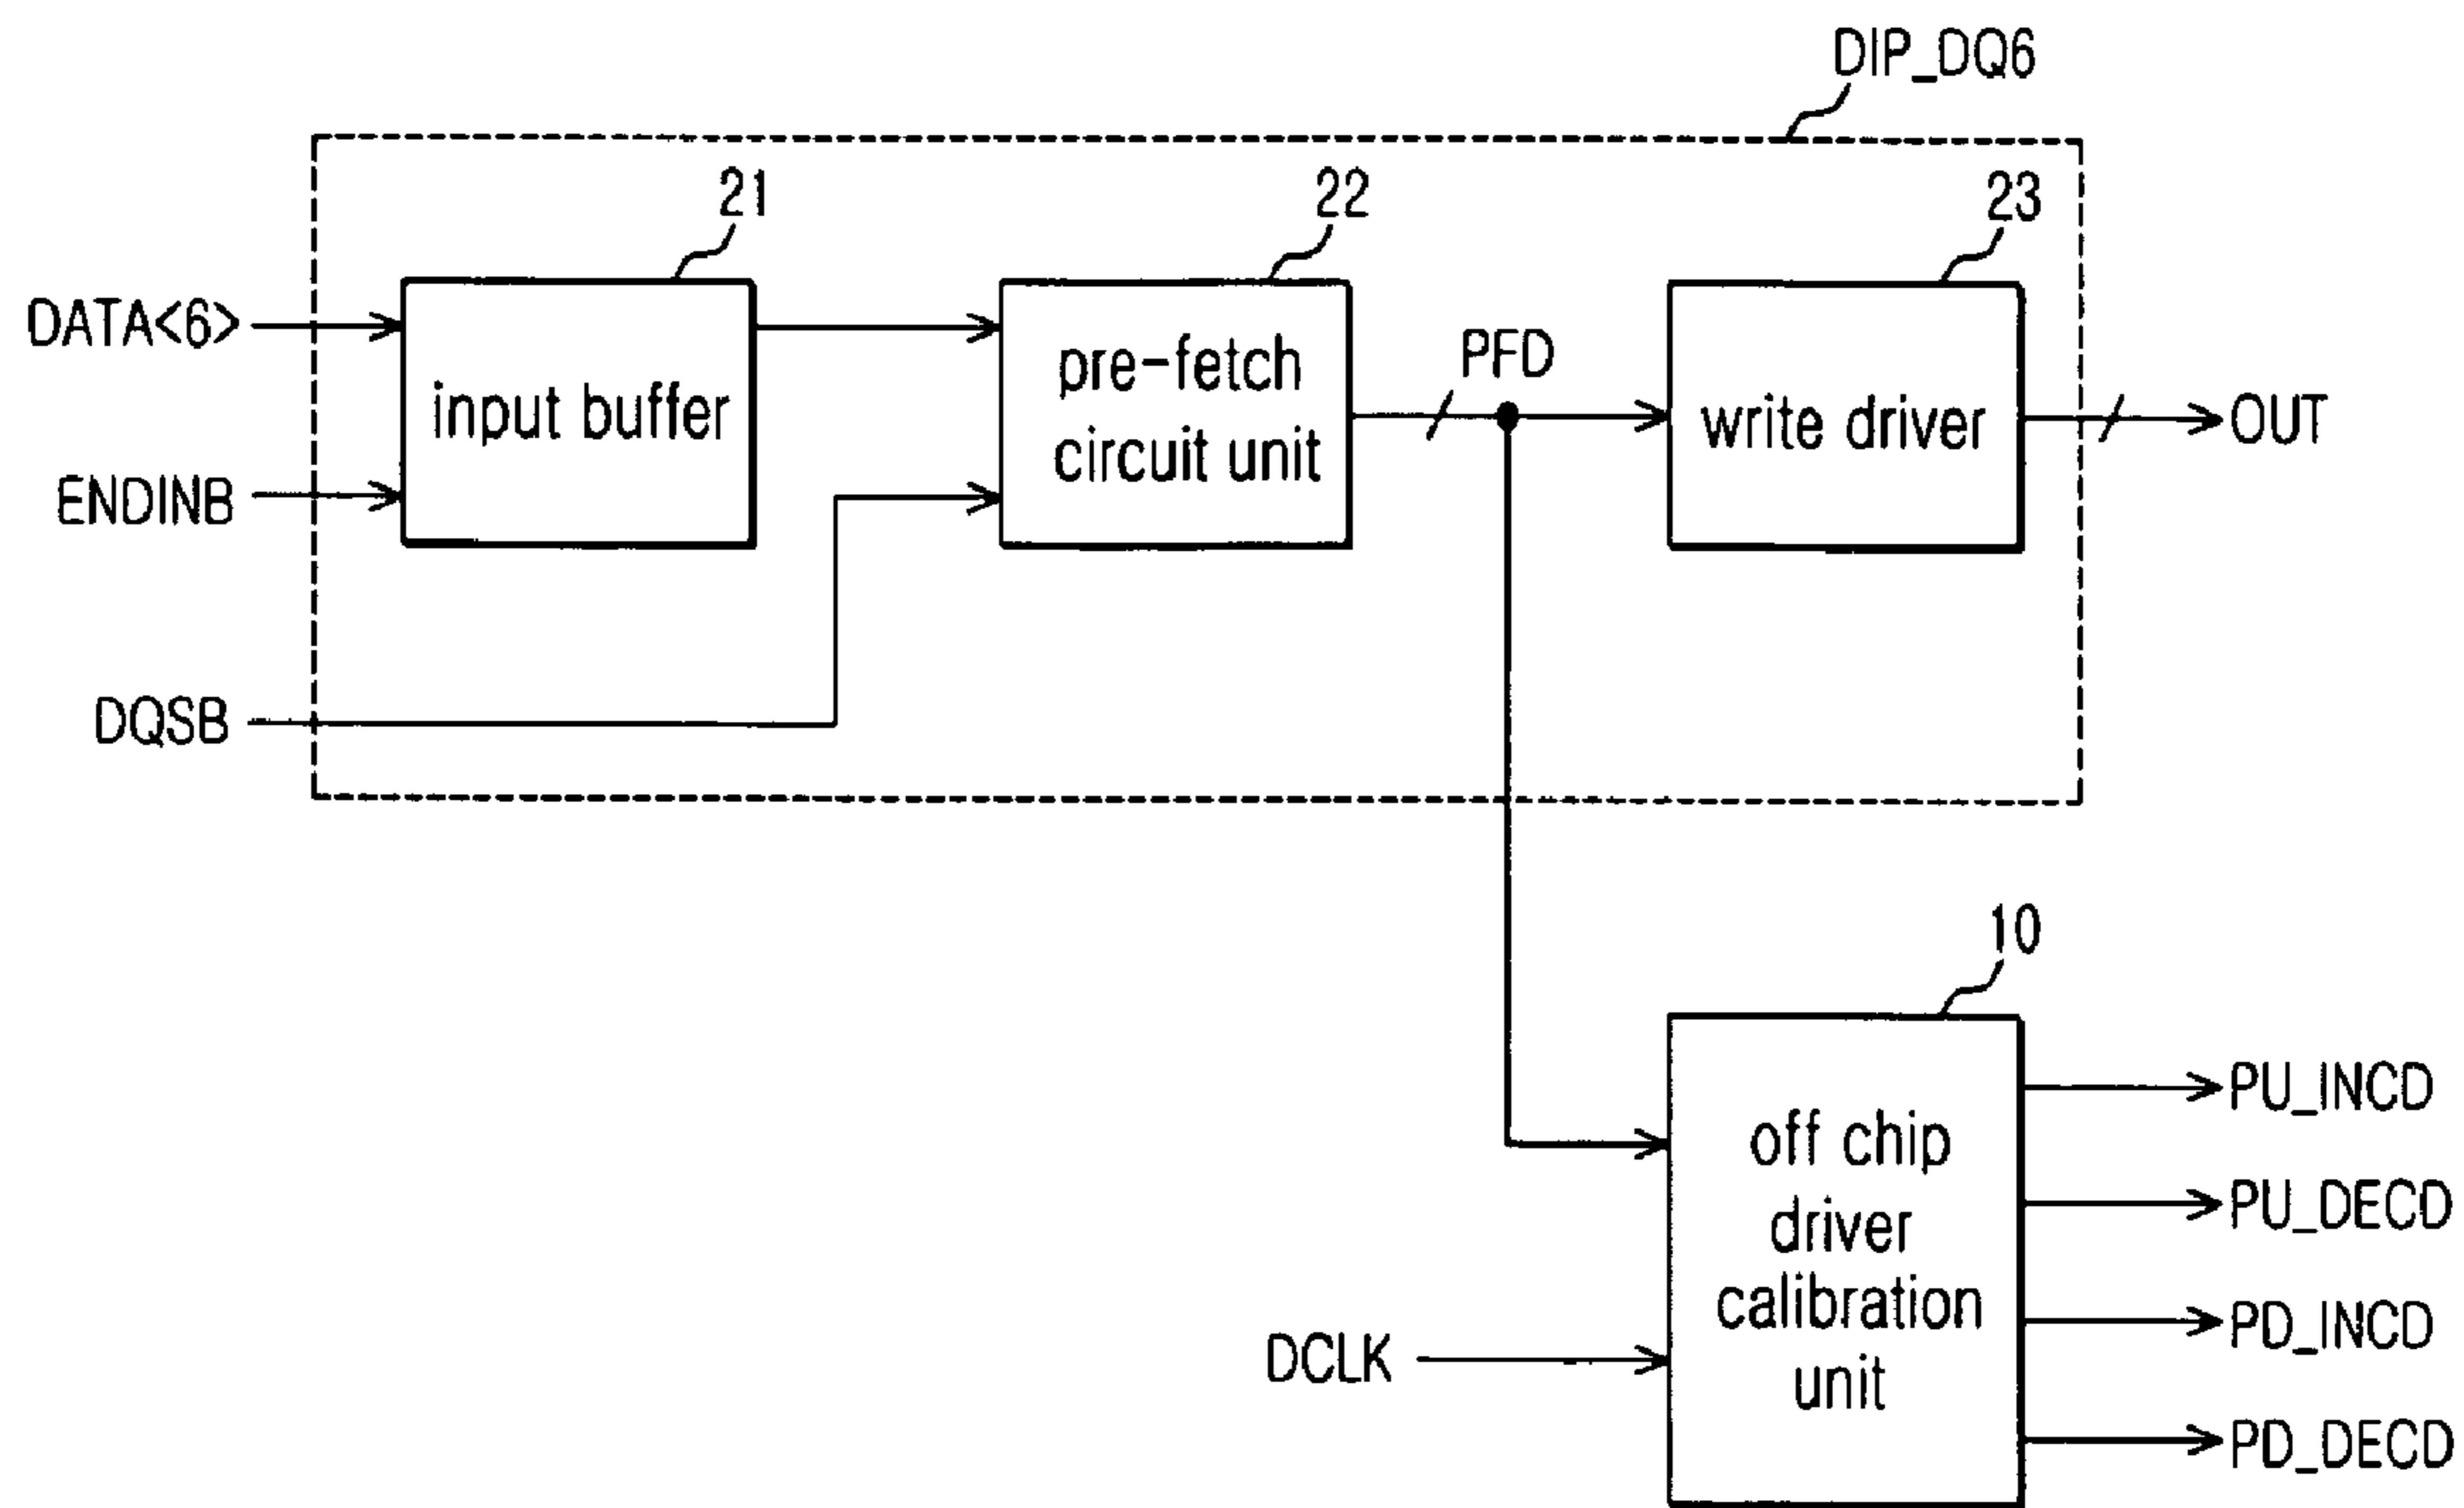 DIP_DQ6
21
22
23
DATA<6>
input buffer
pre-fetch
circuit unit
PFD
write driver
OUT
ENDINB
DQSB
10
off chip
driver
calibration
unit
DCLK
PU_INCD
PU_DECD
PD_INCD
PD_DECD